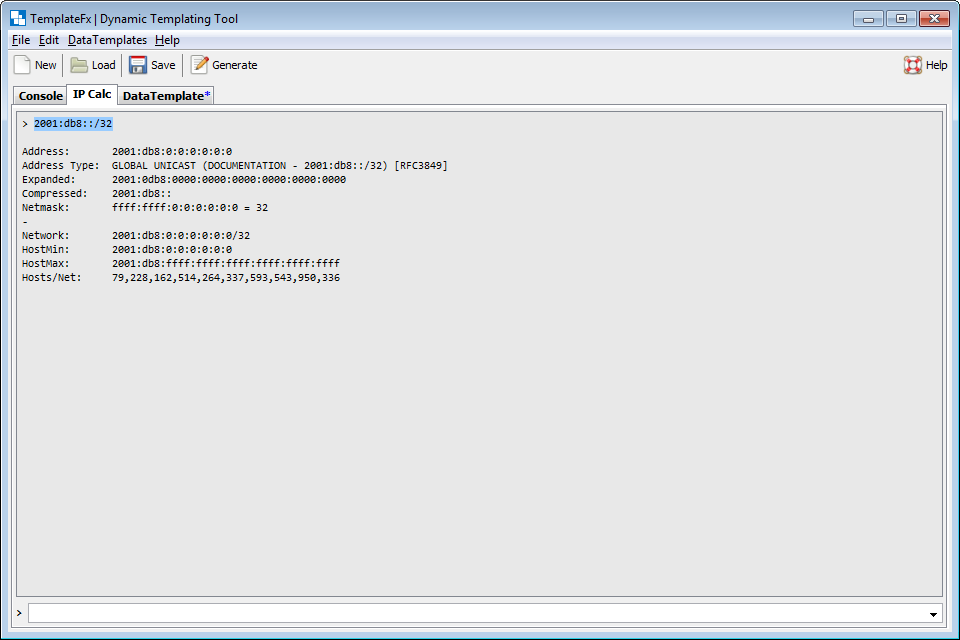 TemplateFx | Dynamic Templating Tool
File Edit DataTemplates Help
New Load Save Generate Help
Console IP Calc DataTemplate*
> 2001:db8::/32
Address: 2001:db8:0:0:0:0:0:0
Address Type: GLOBAL UNICAST (DOCUMENTATION - 2001:db8::/32) [RFC3849]
Expanded: 2001:0db8:0000:0000:0000:0000:0000:0000
Compressed: 2001:db8::
Netmask: ffff:ffff:0:0:0:0:0:0 = 32
-
Network: 2001:db8:0:0:0:0:0:0/32
HostMin: 2001:db8:0:0:0:0:0:0
HostMax: 2001:db8:ffff:ffff:ffff:ffff:ffff:ffff
Hosts/Net: 79,228,162,514,264,337,593,543,950,336
>